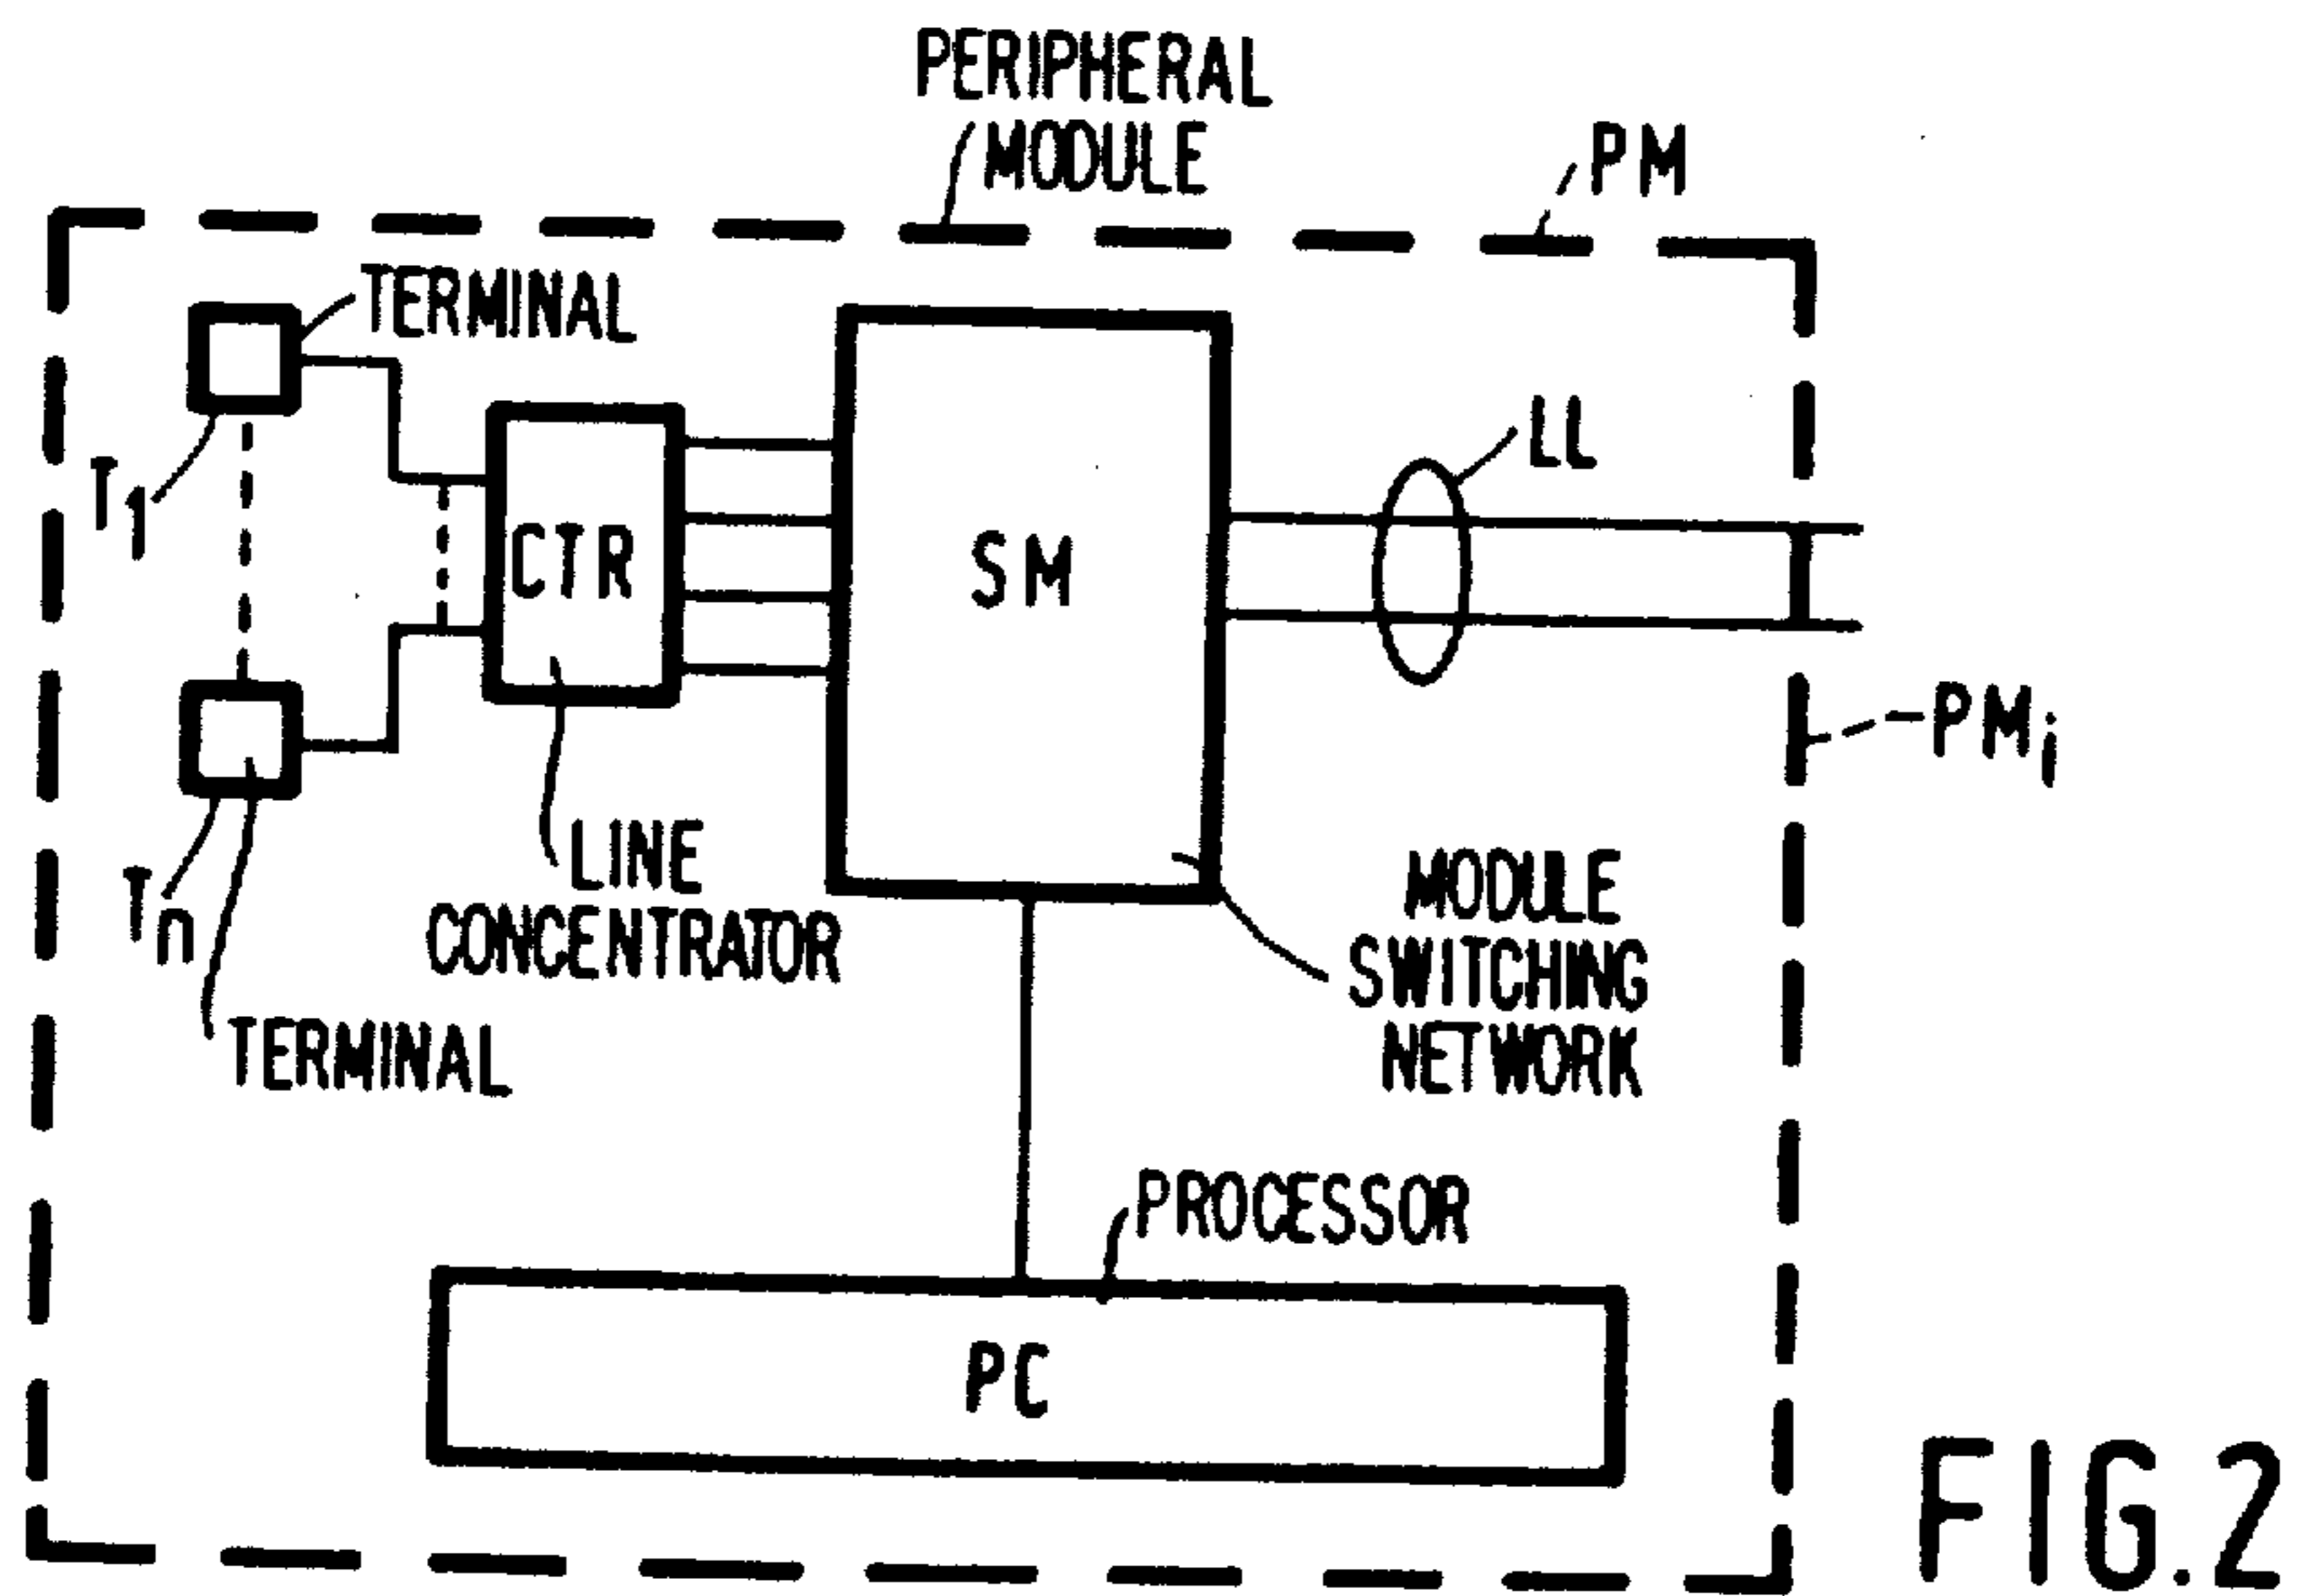 PERIPHERAL
MODULE
PM
TERMINAL
T1
LL
CTR
SM
PMi
LINE
CONCENTRATOR
Tn
TERMINAL
MODULE
SWITCHING
NETWORK
PROCESSOR
PC
FIG.2